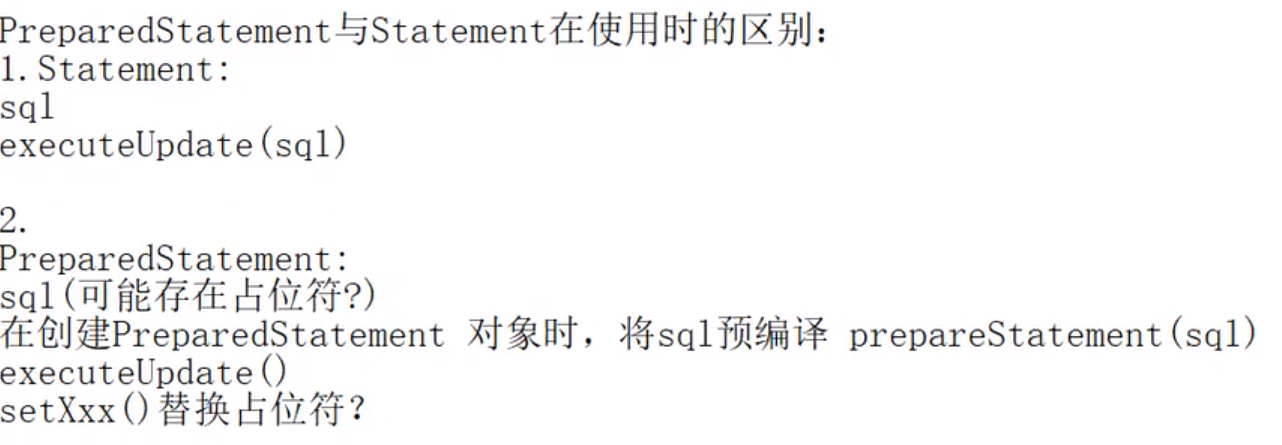 PreparedStatement与Statement在使用时的区别：
1.Statement:
sql
executeUpdate(sql)
2.
PreparedStatement:
sql(可能存在占位符?)
在创建PreparedStatement 对象时，将sql预编译 prepareStatement(sql)
executeUpdate()
setXxx()替换占位符？